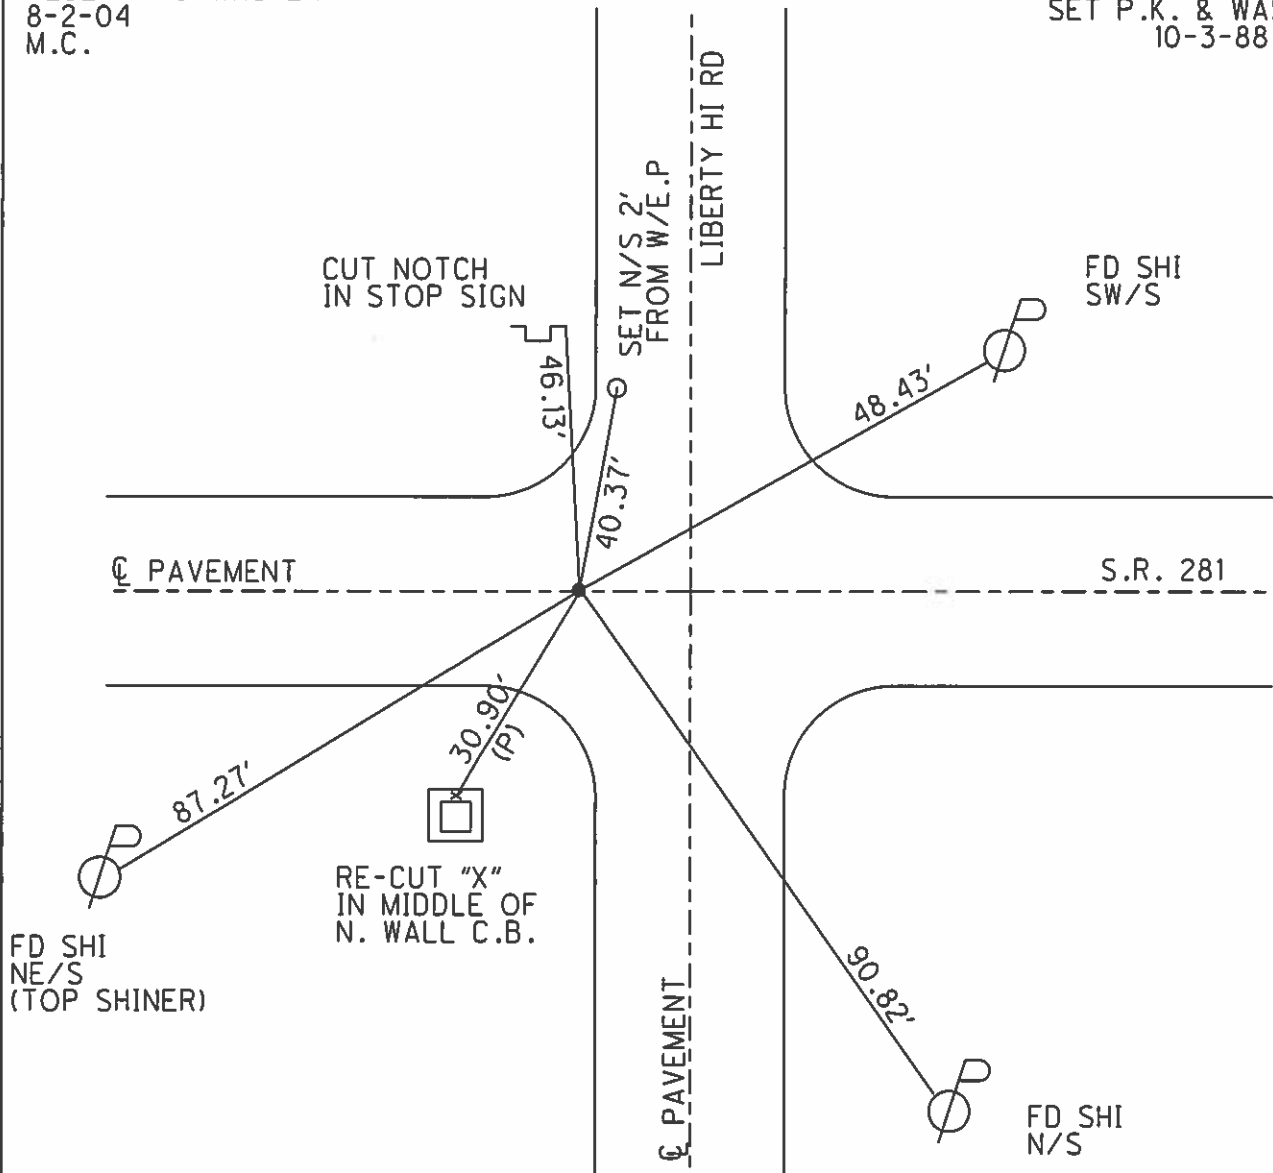 8-2-04
M.C.
SET P.K. &
10-3-88
LIBERTY HI RD
SET N/S 2'
FROM W/E.P
CUT NOTCH
IN STOP SIGN
FD SHI
SW/S
46.13'
48.43'
40.37'
℄ PAVEMENT
S.R. 281
30.90'
(P)
87.27'
RE-CUT "X"
IN MIDDLE OF
N. WALL C.B.
FD SHI
NE/S
(TOP SHINER)
90.82'
℄ PAVEMENT
FD SHI
N/S